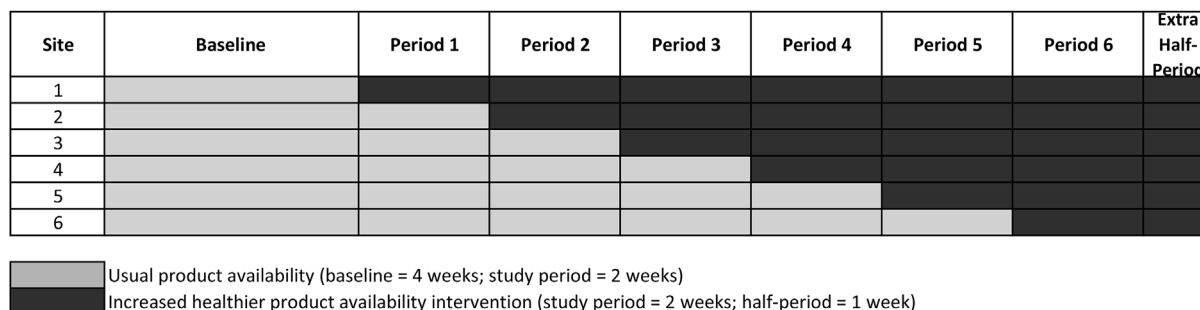 Site Baseline Period 1 Period 2 Period 3 Period 4 Period 5 Period 6 Extra Half-Period
1
2
3
4
5
6
Usual product availability (baseline = 4 weeks; study period = 2 weeks)
Increased healthier product availability intervention (study period = 2 weeks; half-period = 1 week)